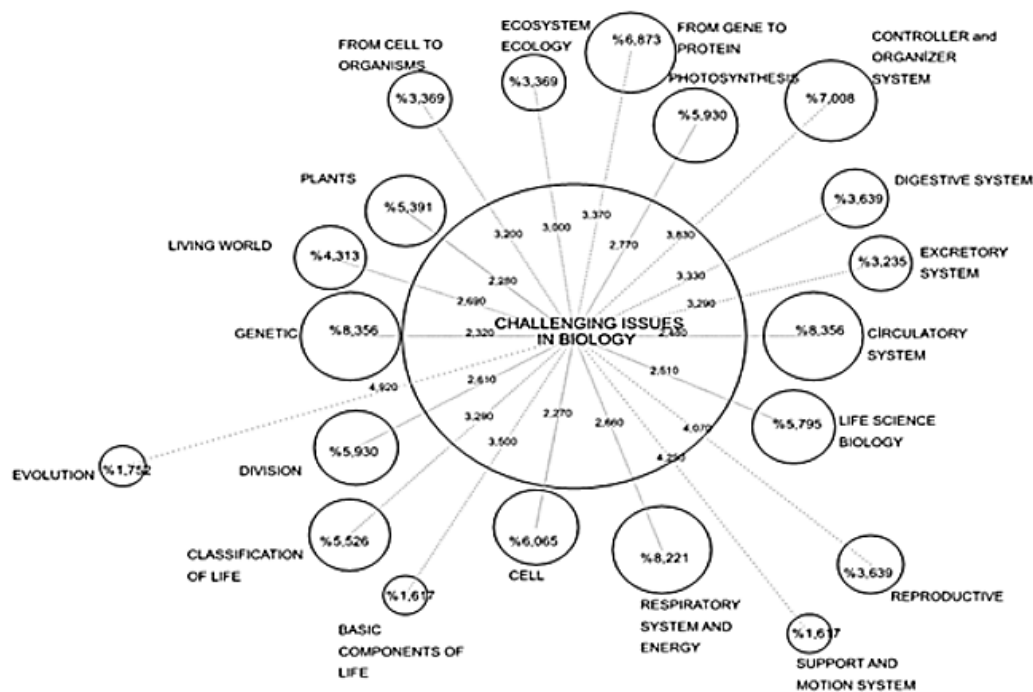 ECOSYSTEM
ECOLOGY
%3,369
FROM CELL TO
ORGANISMS
%3,369
%6,873
FROM GENE TO
PROTEIN
PHOTOSYNTHESIS
%5,930
CONTROLLER and
ORGANİZER
SYSTEM
%7,008
PLANTS
%5,391
DIGESTIVE SYSTEM
%3,639
LIVING WORLD
%4,313
EXCRETORY
SYSTEM
%3,235
3,200
3,000
3,370
2,770
3,830
3,330
3,290
2,280
2,690
GENETIC
%8,356
2,320
CHALLENGING ISSUES
IN BIOLOGY
%8,356
CİRCULATORY
SYSTEM
4,920
2,610
3,290
3,500
2,270
2,660
2,510
4,070
%5,795
LIFE SCIENCE
BIOLOGY
EVOLUTION
%1,752
DIVISION
%5,930
CLASSIFICATION
OF LIFE
%5,526
BASIC
COMPONENTS OF
LIFE
%1,617
%6,065
CELL
%8,221
RESPIRATORY
SYSTEM AND
ENERGY
%3,639
REPRODUCTIVE
%1,617
SUPPORT AND
MOTION SYSTEM